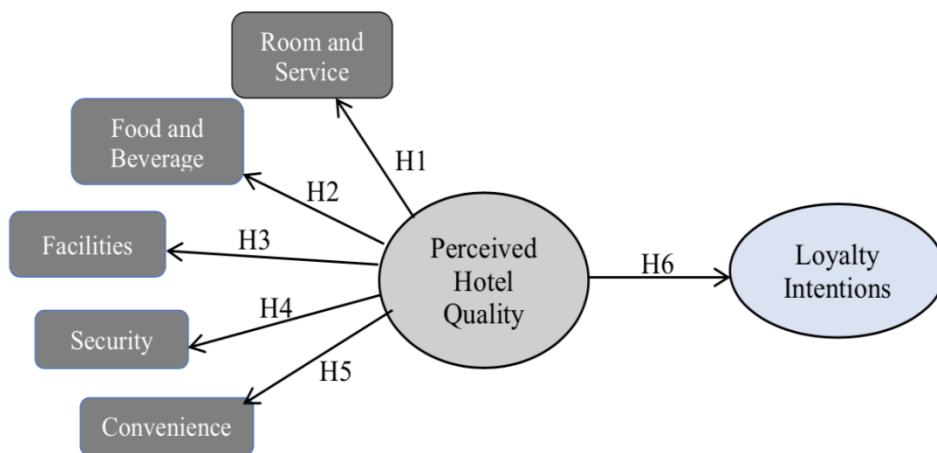 Room and
Service
Food and
Beverage
H1
H2
Facilities
H3
Perceived
Hotel
Quality
H6
Loyalty
Intentions
Security
H4
H5
Convenience